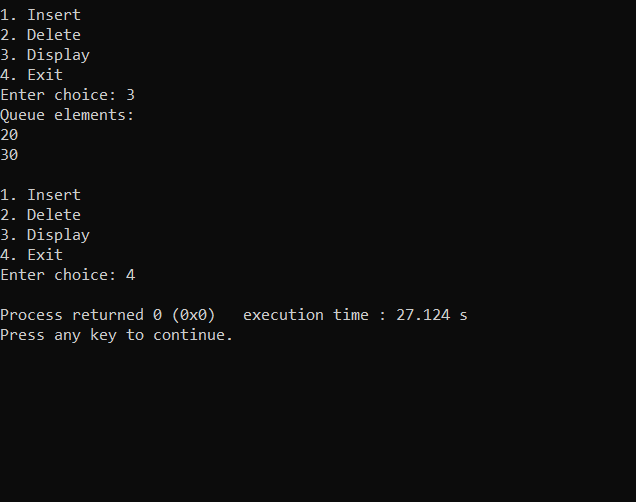 1. Insert
2. Delete
3. Display
4. Exit
Enter choice: 3
Queue elements:
20
30

1. Insert
2. Delete
3. Display
4. Exit
Enter choice: 4

Process returned 0 (0x0)   execution time : 27.124 s
Press any key to continue.